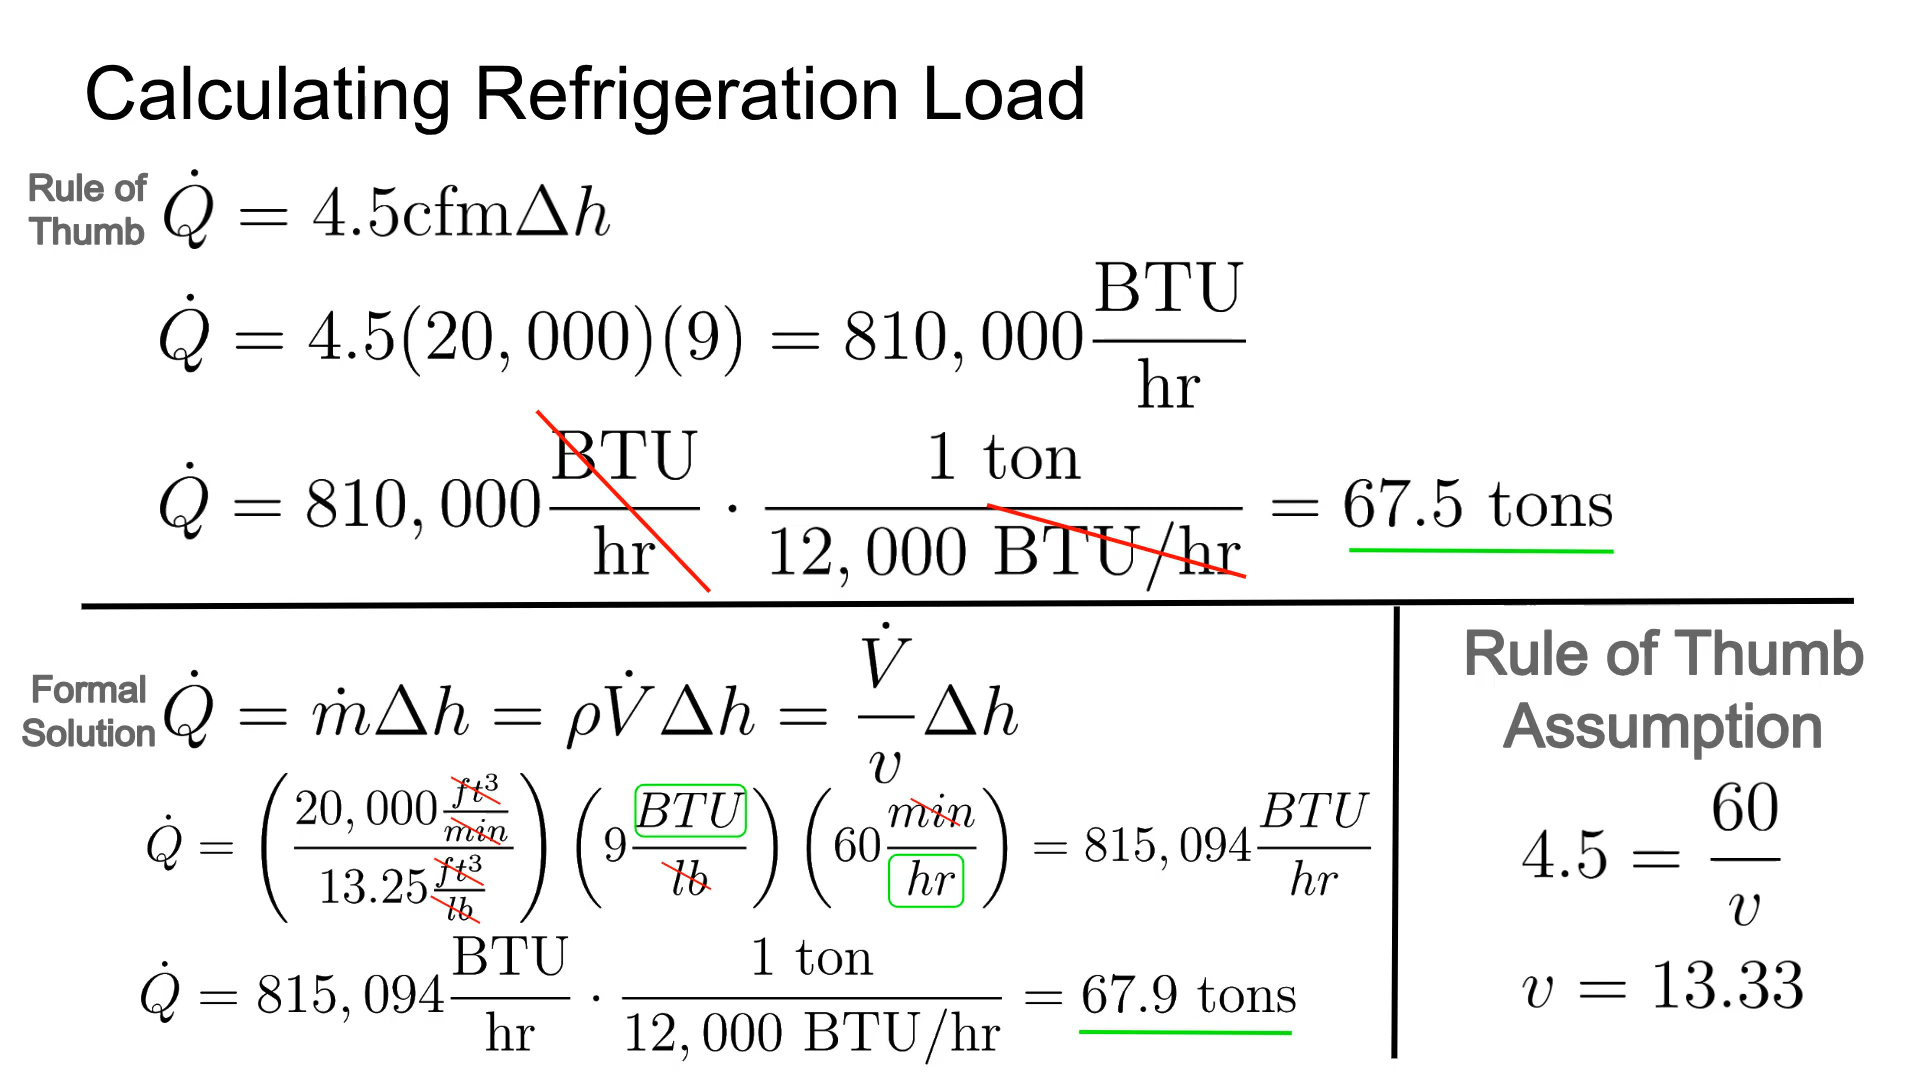 Calculating Refrigeration Load
Rule of
Thumb
Q̇ = 4.5cfmΔh
Q̇ = 4.5(20,000)(9) = 810,000 BTU/hr
Q̇ = 810,000 BTU/hr · 1 ton/12,000 BTU/hr = 67.5 tons
Formal
Solution
Q̇ = ṁΔh = ρV̇Δh = V̇/v Δh
Q̇ = (20,000 ft³/min / 13.25 ft³/lb) (9 BTU/lb) (60 min/hr) = 815,094 BTU/hr
Q̇ = 815,094 BTU/hr · 1 ton/12,000 BTU/hr = 67.9 tons
Rule of Thumb
Assumption
4.5 = 60/v
v = 13.33